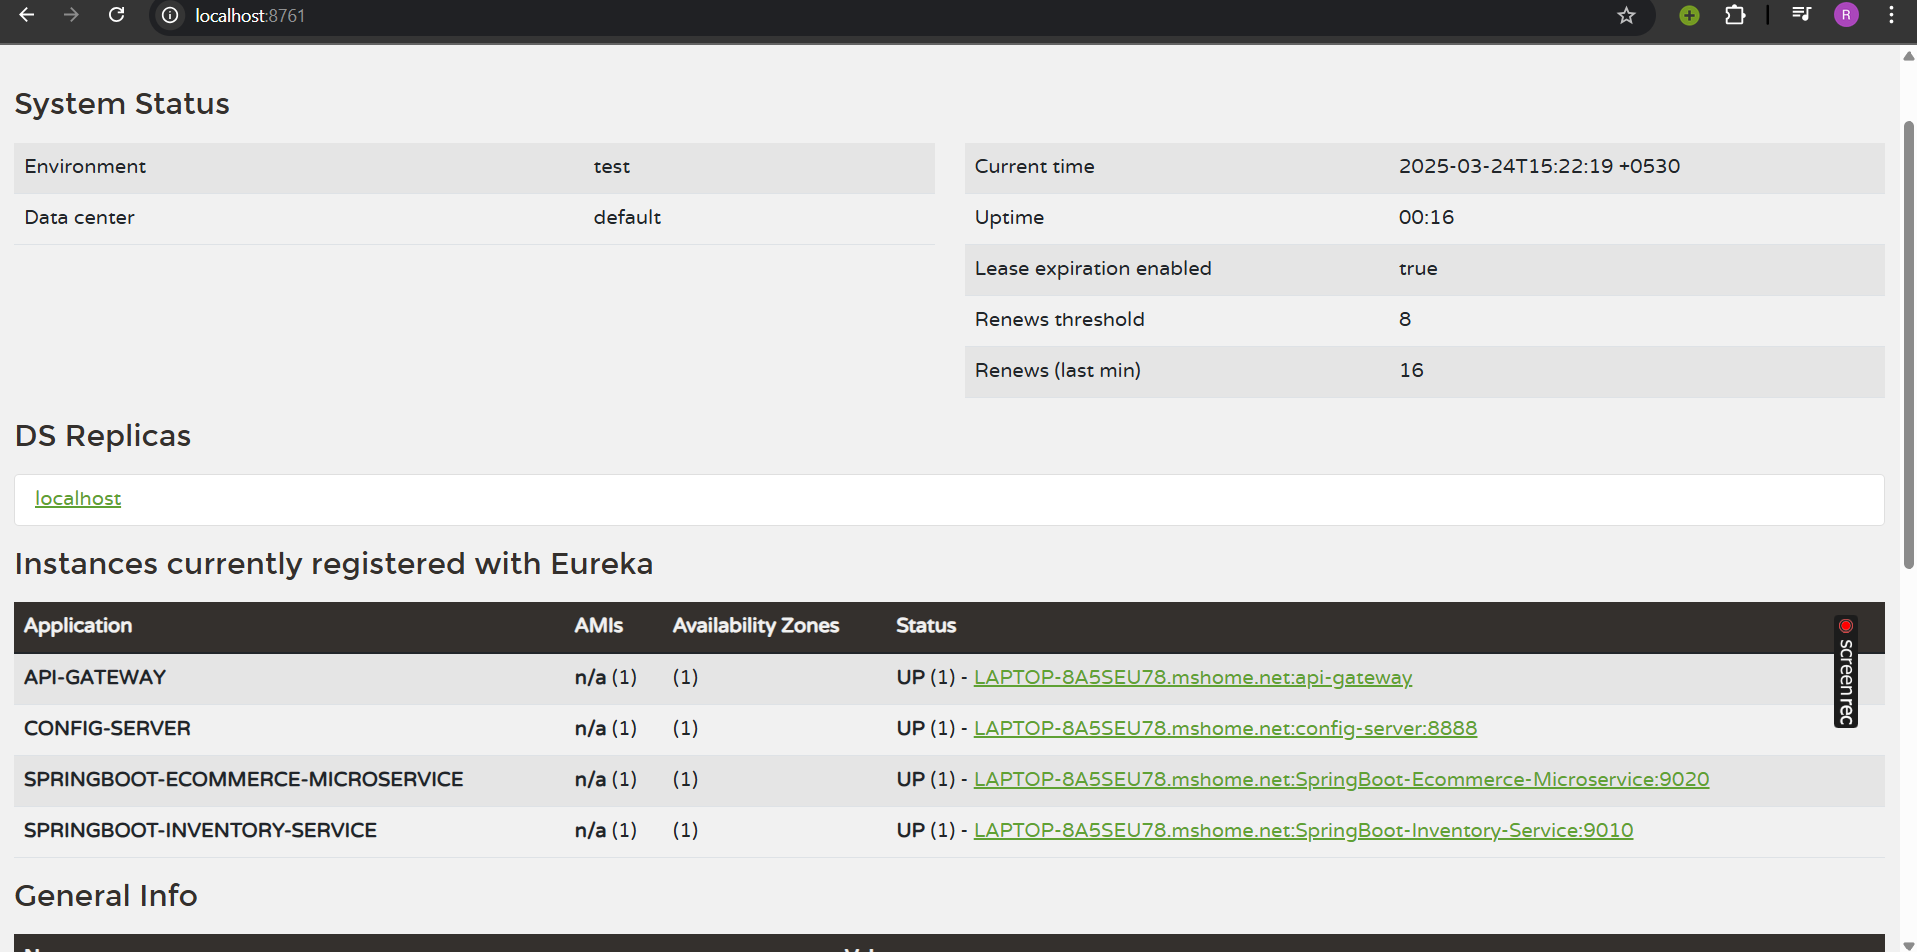 localhost:8761
R
System Status
Environment test
Data center default
Current time 2025-03-24T15:22:19 +0530
Uptime 00:16
Lease expiration enabled true
Renews threshold 8
Renews (last min) 16
DS Replicas
localhost
Instances currently registered with Eureka
Application AMIs Availability Zones Status
API-GATEWAY n/a (1) (1) UP (1) - LAPTOP-8A5SEU78.mshome.net:api-gateway
CONFIG-SERVER n/a (1) (1) UP (1) - LAPTOP-8A5SEU78.mshome.net:config-server:8888
SPRINGBOOT-ECOMMERCE-MICROSERVICE n/a (1) (1) UP (1) - LAPTOP-8A5SEU78.mshome.net:SpringBoot-Ecommerce-Microservice:9020
SPRINGBOOT-INVENTORY-SERVICE n/a (1) (1) UP (1) - LAPTOP-8A5SEU78.mshome.net:SpringBoot-Inventory-Service:9010
screenrec
General Info